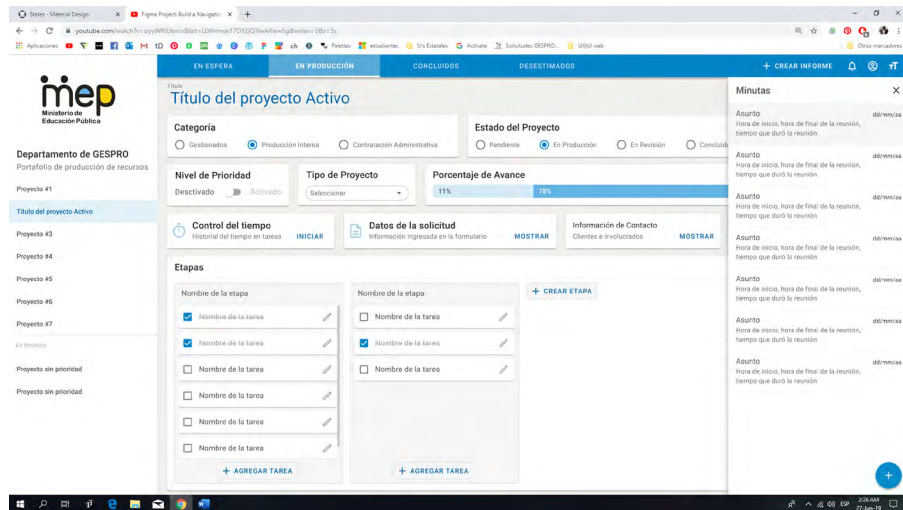 States - Material Design
Figma Project: Build a Navigation
Aplicaciones
ch
Palettes
estudiantes
U's Estatales
Activate
Solicitudes GESPRO...
UI|UI web
Otros marcadores
mep
Ministerio de
Educación Pública
Departamento de GESPRO
Portafolio de producción de recursos
Proyecto #1
Título del proyecto Activo
Proyecto #3
Proyecto #4
Proyecto #5
Proyecto #6
Proyecto #7
En Revisión
Proyecto sin prioridad
Proyecto sin prioridad
EN ESPERA
EN PRODUCCIÓN
CONCLUIDOS
DESESTIMADOS
+ CREAR INFORME
Título
Título del proyecto Activo
Categoría
Gestionados
Producción Interna
Contratación Administrativa
Estado del Proyecto
Pendiente
En Producción
En Revisión
Nivel de Prioridad
Desactivado
Activado
Tipo de Proyecto
Seleccionar
Porcentaje de Avance
11%
78%
Control del tiempo
Historial del tiempo en tareas
INICIAR
Datos de la solicitud
Información ingresada en la formulario
MOSTRAR
Información de Contacto
Clientes e Involucrados
MOSTRAR
Etapas
Nombre de la etapa
Nombre de la tarea
Nombre de la tarea
Nombre de la tarea
Nombre de la tarea
Nombre de la tarea
Nombre de la tarea
+ AGREGAR TAREA
Nombre de la etapa
Nombre de la tarea
Nombre de la tarea
Nombre de la tarea
+ AGREGAR TAREA
+ CREAR ETAPA
Minutas
Asunto dd/mm/aa
Hora de inicio, hora de final de la reunión,
tiempo que duró la reunión
Asunto dd/mm/aa
Hora de inicio, hora de final de la reunión,
tiempo que duró la reunión
Asunto dd/mm/aa
Hora de inicio, hora de final de la reunión,
tiempo que duró la reunión
Asunto dd/mm/aa
Hora de inicio, hora de final de la reunión,
tiempo que duró la reunión
Asunto dd/mm/aa
Hora de inicio, hora de final de la reunión,
tiempo que duró la reunión
Asunto dd/mm/aa
Hora de inicio, hora de final de la reunión,
tiempo que duró la reunión
Asunto dd/mm/aa
Hora de inicio, hora de final de la reunión,
tiempo que duró la reunión
ESP
2:26 AM
27-Jun-19